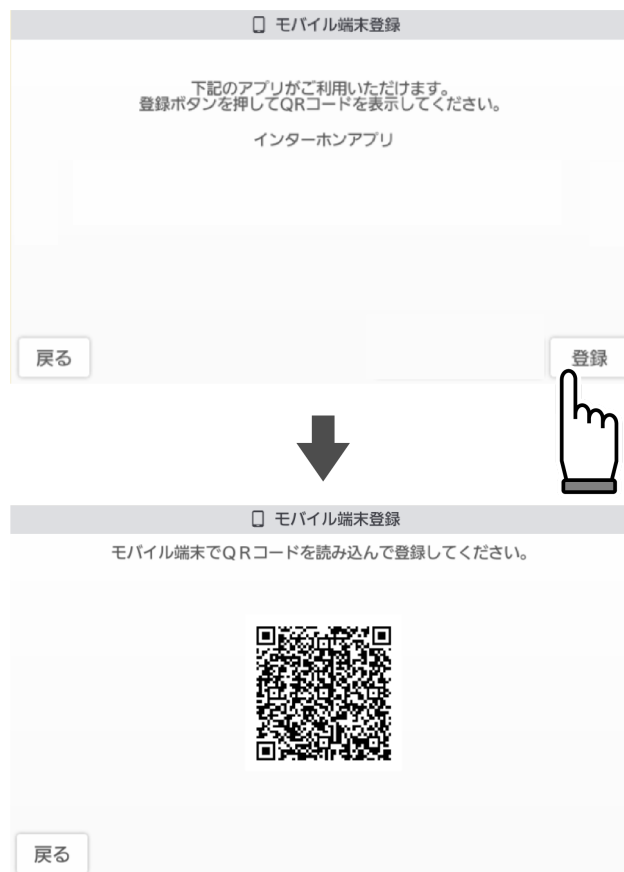 モバイル端末登録
下記のアプリがご利用いただけます。
登録ボタンを押してQRコードを表示してください。
インターホンアプリ
戻る
登録
モバイル端末登録
モバイル端末でＱＲコードを読み込んで登録してください。
戻る